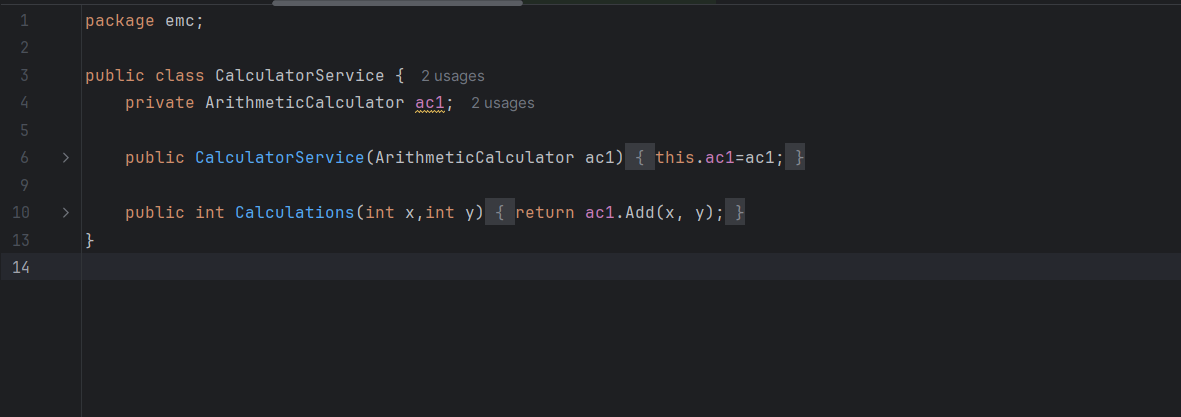 1 package emc;
2
3 public class CalculatorService { 2 usages
4 private ArithmeticCalculator ac1; 2 usages
5
6 public CalculatorService(ArithmeticCalculator ac1) { this.ac1=ac1; }
9
10 public int Calculations(int x,int y) { return ac1.Add(x, y); }
13 }
14